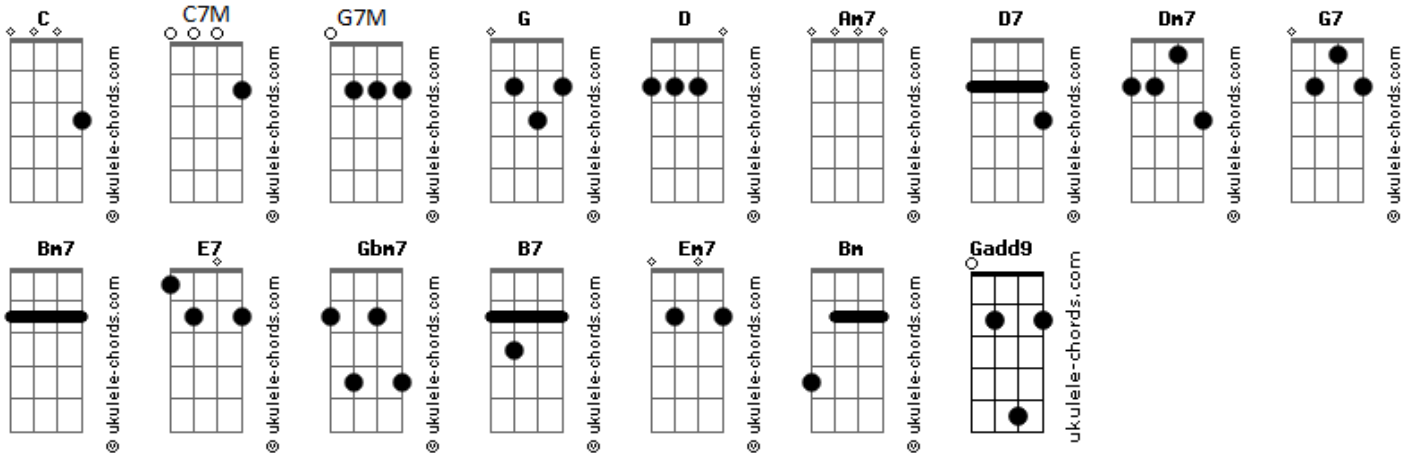 C C7M G7M G D Am7 D7 Dm7 G7
© ukulele-chords.com © ukulele-chords.com © ukulele-chords.com © ukulele-chords.com © ukulele-chords.com © ukulele-chords.com © ukulele-chords.com © ukulele-chords.com © ukulele-chords.com
Bm7 E7 Gbm7 B7 Em7 Bm Gadd9
© ukulele-chords.com © ukulele-chords.com © ukulele-chords.com © ukulele-chords.com © ukulele-chords.com © ukulele-chords.com ukulele-chords.com